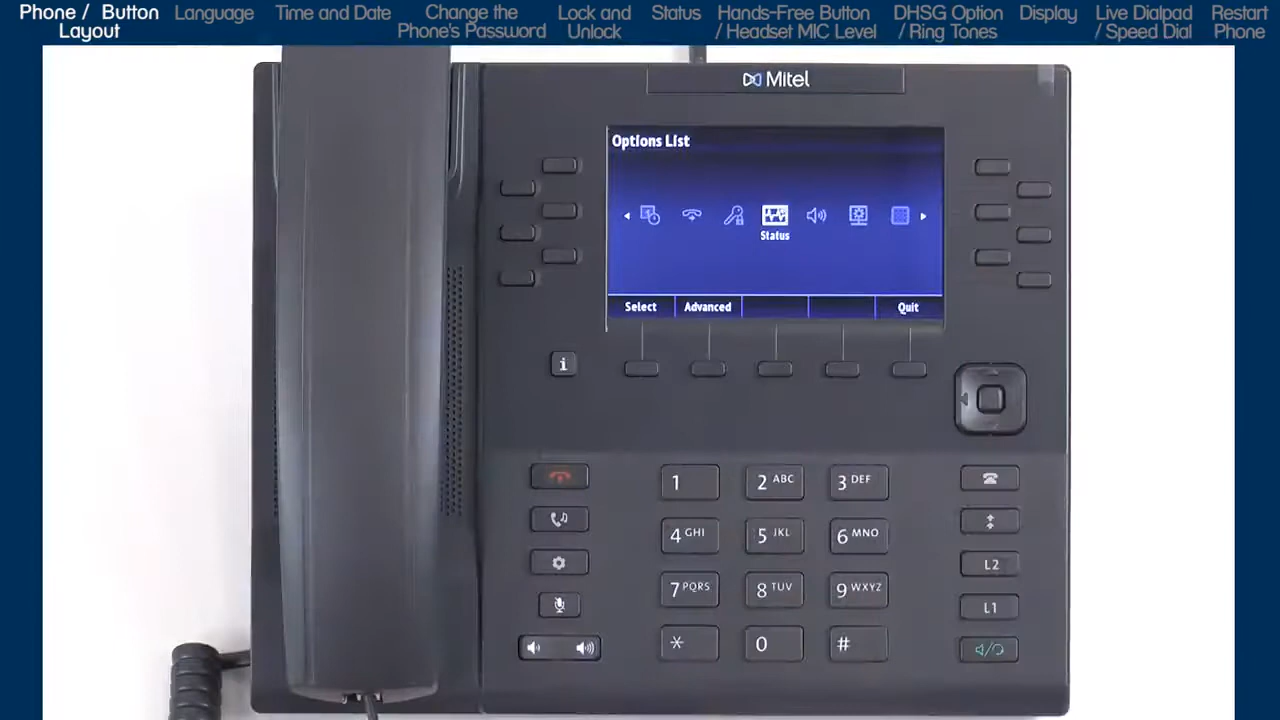 Phone / Button Layout
Language
Time and Date
Change the Phone's Password
Lock and Unlock
Status
Hands-Free Button / Headset MIC Level
DHSG Option / Ring Tones
Display
Live Dialpad / Speed Dial
Restart Phone
Mitel
Options List
Status
Select Advanced Quit
i
1 2 ABC 3 DEF
4 GHI 5 JKL 6 MNO
L2
7 PQRS 8 TUV 9 WXYZ
L1
* 0 #